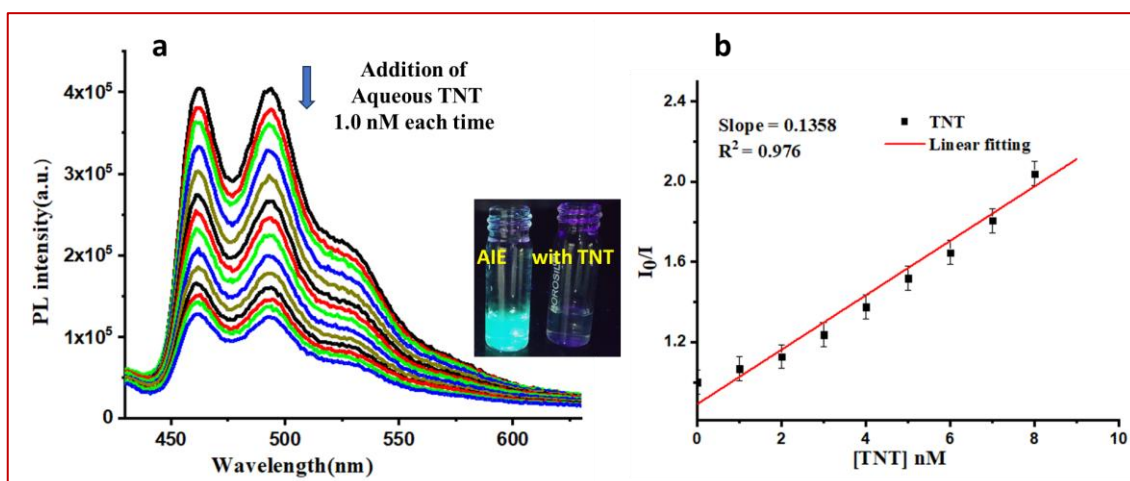 a
Addition of
Aqueous TNT
1.0 nM each time
4x10⁵
3x10⁵
2x10⁵
1x10⁵
0
PL intensity(a.u.)
AIE with TNT
BOROSIL
450 500 550 600
Wavelength(nm)
b
Slope = 0.1358
R² = 0.976
TNT
Linear fitting
2.4
2.0
1.6
1.2
I₀/I
0 2 4 6 8 10
[TNT] nM